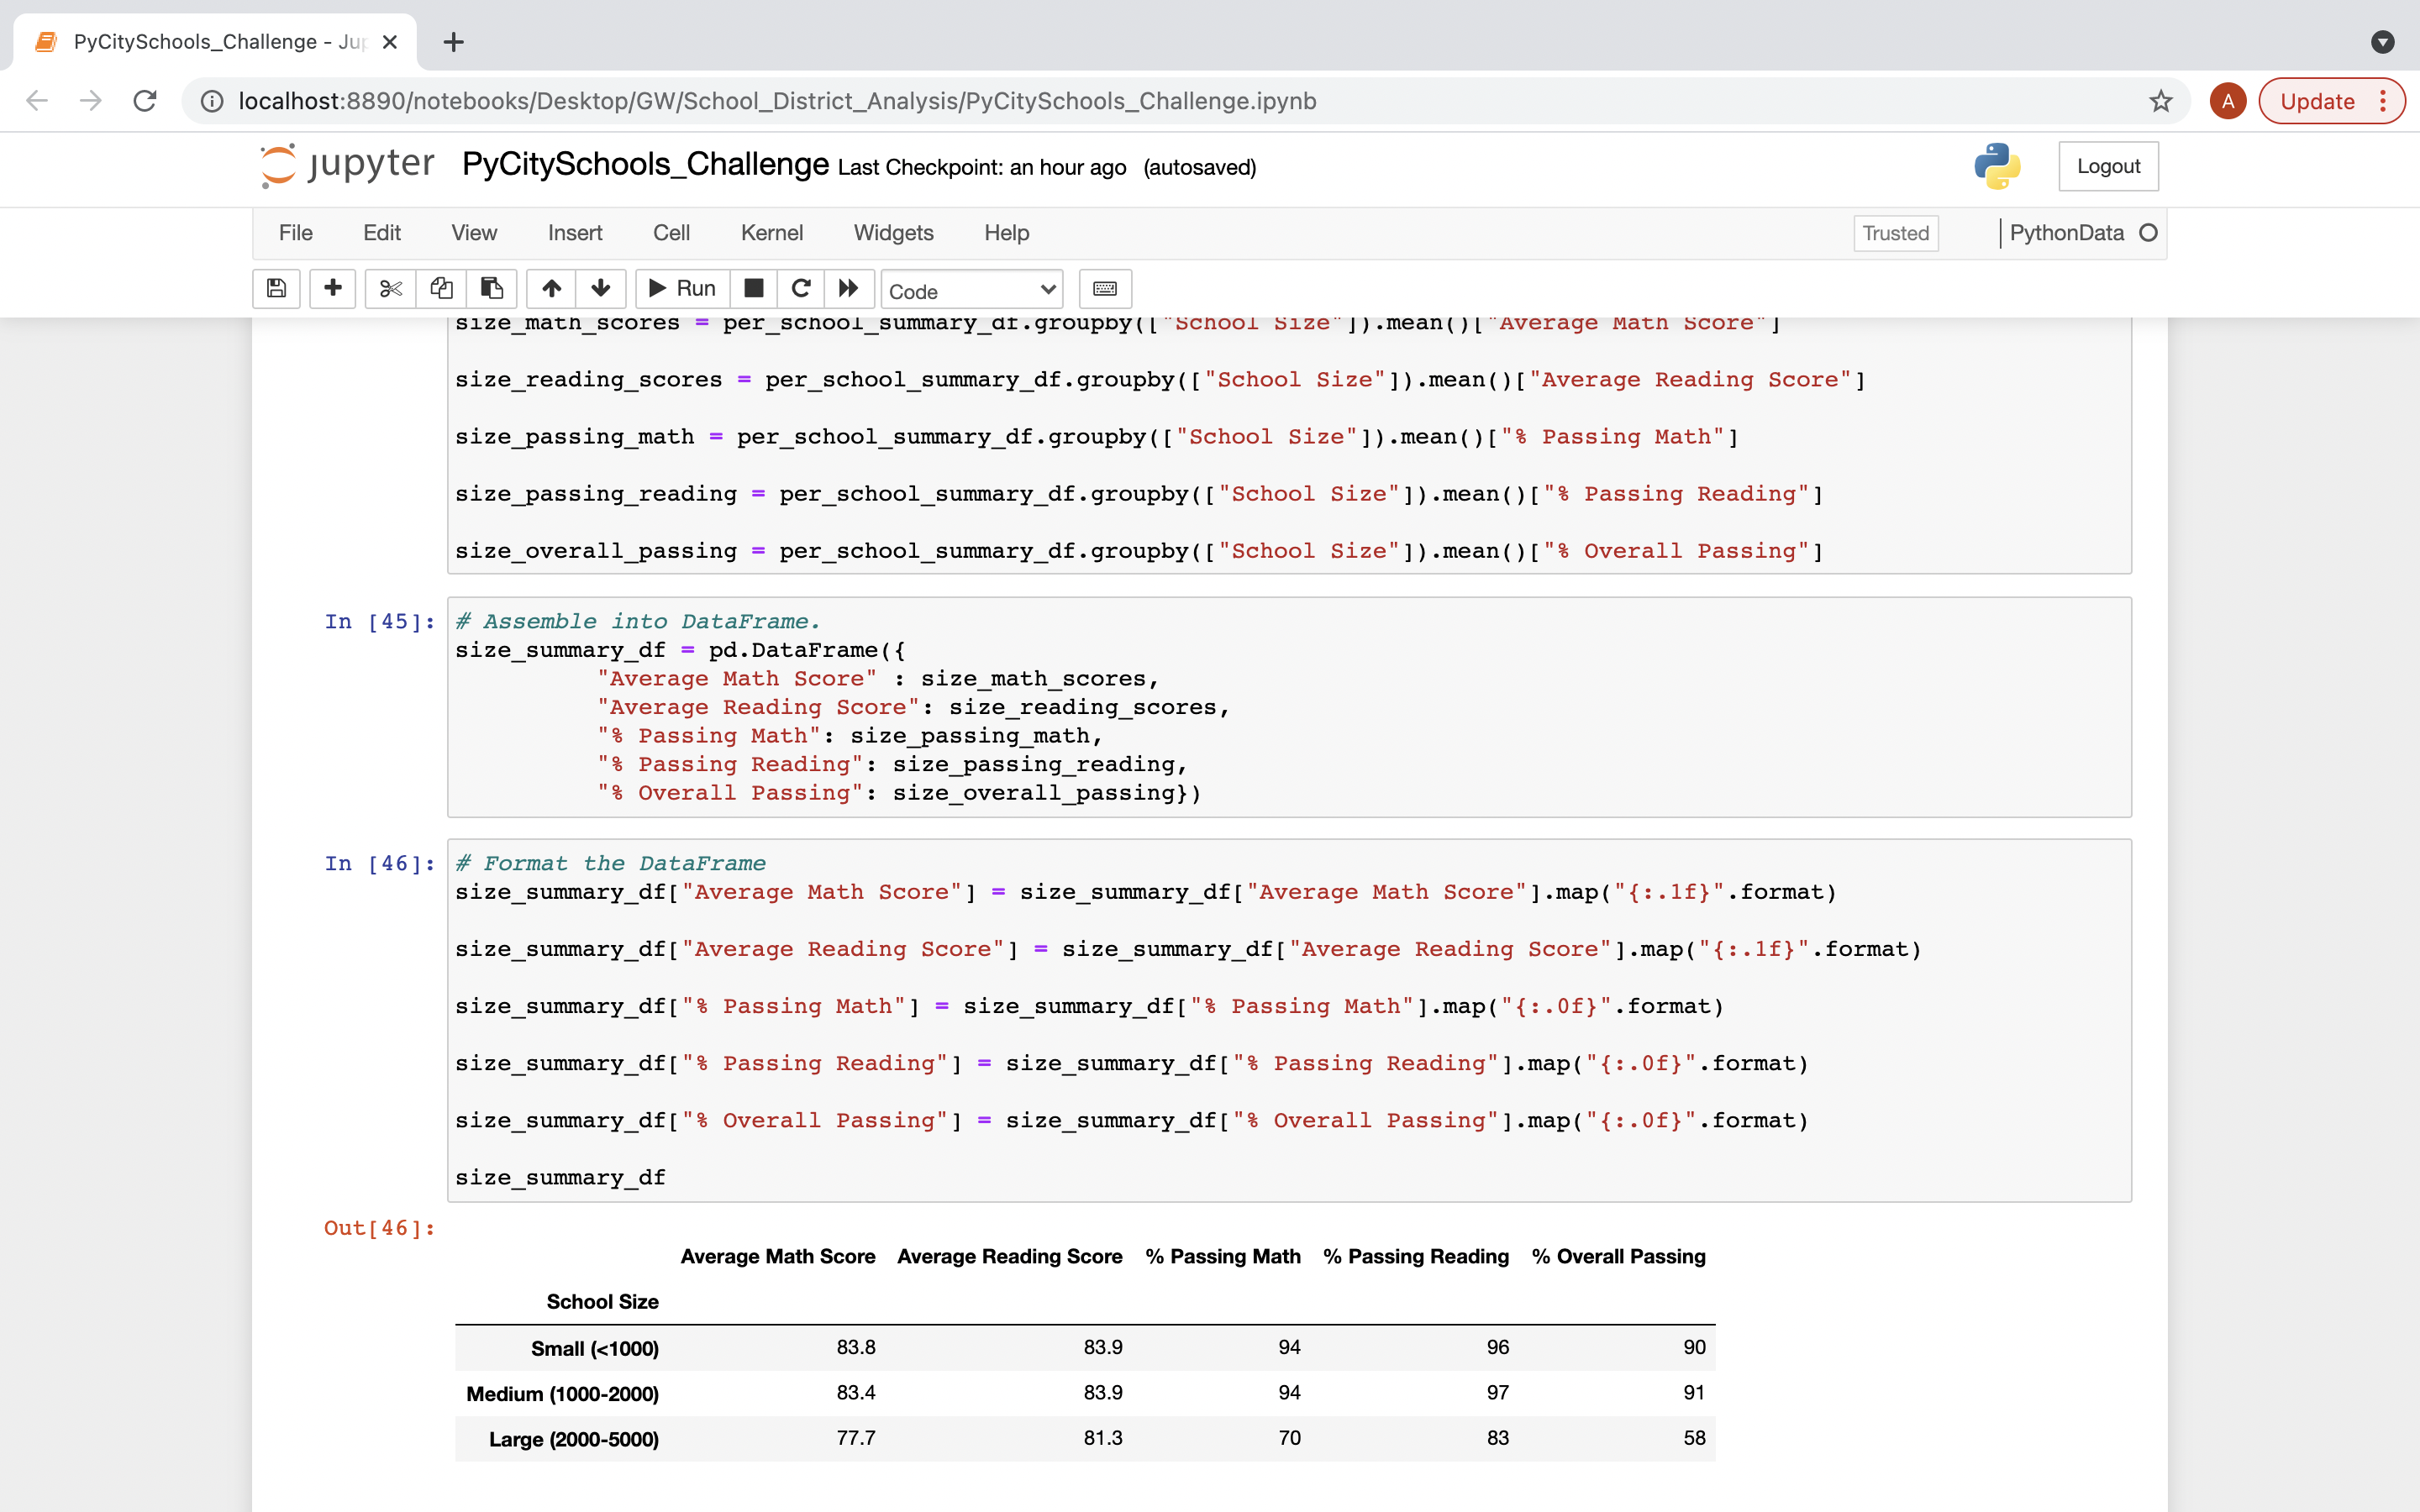 PyCitySchools_Challenge - Jup
localhost:8890/notebooks/Desktop/GW/School_District_Analysis/PyCitySchools_Challenge.ipynb
A
Update
jupyter PyCitySchools_Challenge Last Checkpoint: an hour ago (autosaved)
Logout
File Edit View Insert Cell Kernel Widgets Help
Trusted
PythonData
Run
Code
size_math_scores = per_school_summary_df.groupby(["School Size"]).mean()["Average Math Score"]
size_reading_scores = per_school_summary_df.groupby(["School Size"]).mean()["Average Reading Score"]
size_passing_math = per_school_summary_df.groupby(["School Size"]).mean()["% Passing Math"]
size_passing_reading = per_school_summary_df.groupby(["School Size"]).mean()["% Passing Reading"]
size_overall_passing = per_school_summary_df.groupby(["School Size"]).mean()["% Overall Passing"]
In [45]:
# Assemble into DataFrame.
size_summary_df = pd.DataFrame({
"Average Math Score" : size_math_scores,
"Average Reading Score": size_reading_scores,
"% Passing Math": size_passing_math,
"% Passing Reading": size_passing_reading,
"% Overall Passing": size_overall_passing})
In [46]:
# Format the DataFrame
size_summary_df["Average Math Score"] = size_summary_df["Average Math Score"].map("{:.1f}".format)
size_summary_df["Average Reading Score"] = size_summary_df["Average Reading Score"].map("{:.1f}".format)
size_summary_df["% Passing Math"] = size_summary_df["% Passing Math"].map("{:.0f}".format)
size_summary_df["% Passing Reading"] = size_summary_df["% Passing Reading"].map("{:.0f}".format)
size_summary_df["% Overall Passing"] = size_summary_df["% Overall Passing"].map("{:.0f}".format)
size_summary_df
Out[46]:
Average Math Score Average Reading Score % Passing Math % Passing Reading % Overall Passing
School Size
Small (<1000) 83.8 83.9 94 96 90
Medium (1000-2000) 83.4 83.9 94 97 91
Large (2000-5000) 77.7 81.3 70 83 58